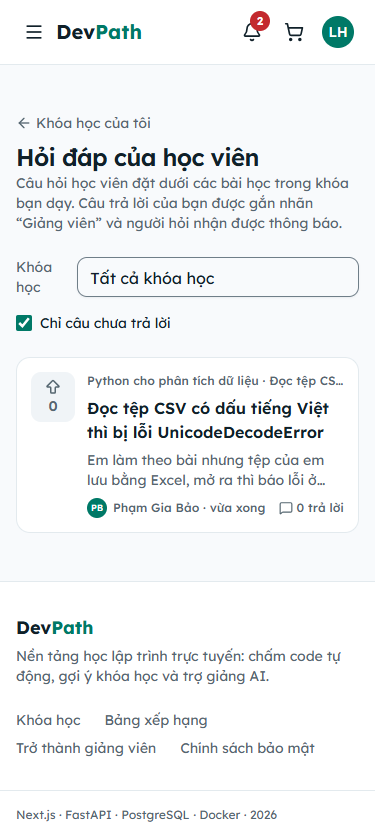 DevPath
2
LH
Khóa học của tôi
Hỏi đáp của học viên
Câu hỏi học viên đặt dưới các bài học trong khóa
bạn dạy. Câu trả lời của bạn được gắn nhãn
“Giảng viên” và người hỏi nhận được thông báo.
Khóa
học
Tất cả khóa học
Chỉ câu chưa trả lời
0
Python cho phân tích dữ liệu · Đọc tệp CS…
Đọc tệp CSV có dấu tiếng Việt
thì bị lỗi UnicodeDecodeError
Em làm theo bài nhưng tệp của em
lưu bằng Excel, mở ra thì báo lỗi ở…
PB Phạm Gia Bảo · vừa xong 0 trả lời
DevPath
Nền tảng học lập trình trực tuyến: chấm code tự
động, gợi ý khóa học và trợ giảng AI.
Khóa học Bảng xếp hạng
Trở thành giảng viên Chính sách bảo mật
Next.js · FastAPI · PostgreSQL · Docker · 2026